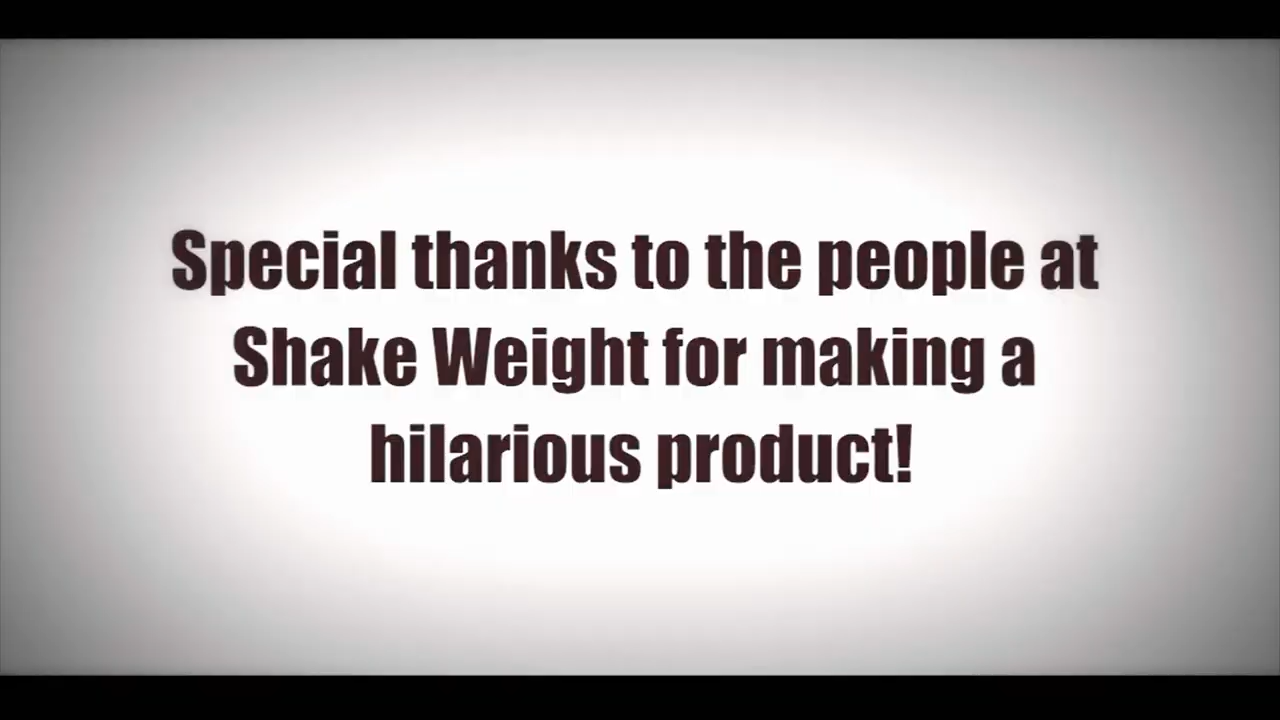 Special thanks to the people at
Shake Weight for making a
hilarious product!